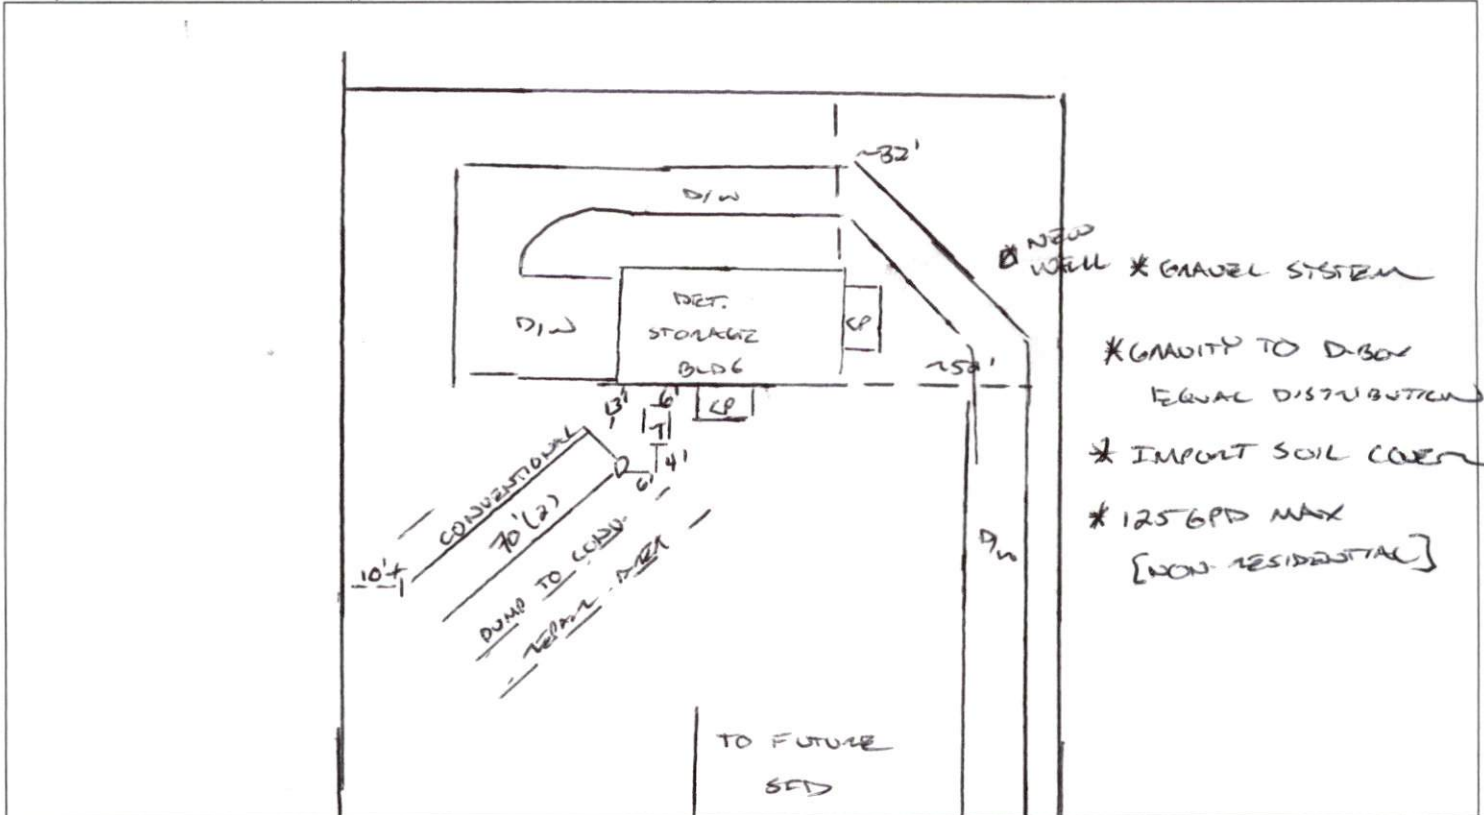 ~32'
D/W
NEW
WELL
* GRAVEL SYSTEM
DET.
STORAGE
BLDG
D/W
CP
* GRAVITY TO D-BOX
EQUAL DISTRIBUTION
~50'
CP
13'
6'
T
* IMPORT SOIL COVER
D
4'
6'
CONVENTIONAL
70'(2)
* 125 GPD MAX
[NON-RESIDENTIAL]
D/W
10'+
PUMP TO CONV.
REPAIR AREA
TO FUTURE
SFD